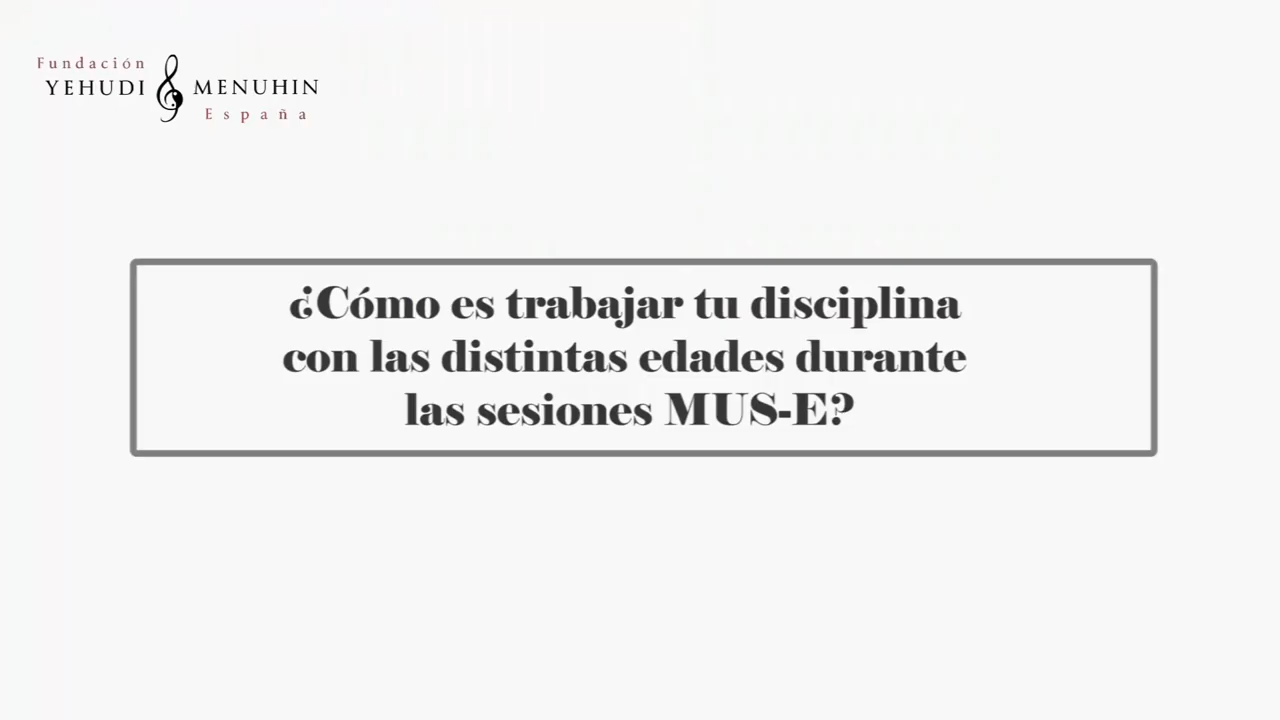 Fundación
YEHUDI MENUHIN
España
¿Cómo es trabajar tu disciplina
con las distintas edades durante
las sesiones MUS-E?